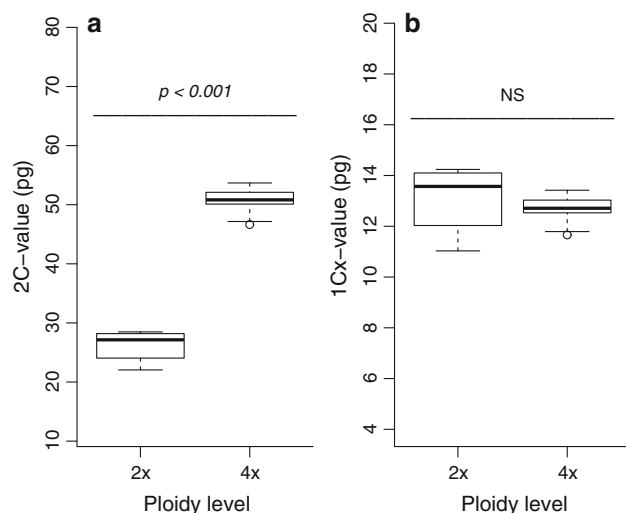 a
p < 0.001
2C−value (pg)
80
70
60
50
40
30
20
10
2x
4x
Ploidy level
b
NS
1Cx−value (pg)
20
18
16
14
12
10
8
6
4
2x
4x
Ploidy level